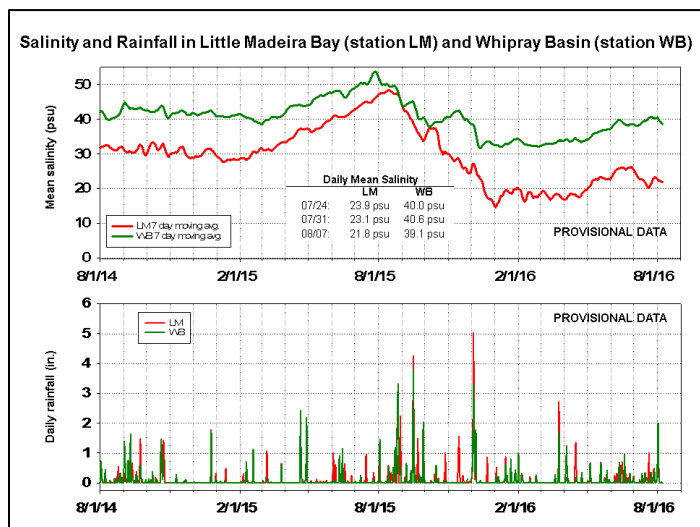 Salinity and Rainfall in Little Madeira Bay (station LM) and Whipray Basin (station WB)
Mean salinity (psu)
50
40
30
20
10
0
Daily Mean Salinity
LM WB
07/24: 23.9 psu 40.0 psu
07/31: 23.1 psu 40.6 psu
08/07: 21.8 psu 39.1 psu
LM 7 day moving avg.
WB 7 day moving avg.
PROVISIONAL DATA
8/1/14 2/1/15 8/1/15 2/1/16 8/1/16
Daily rainfall (in.)
6
5
4
3
2
1
0
LM
WB
PROVISIONAL DATA
8/1/14 2/1/15 8/1/15 2/1/16 8/1/16